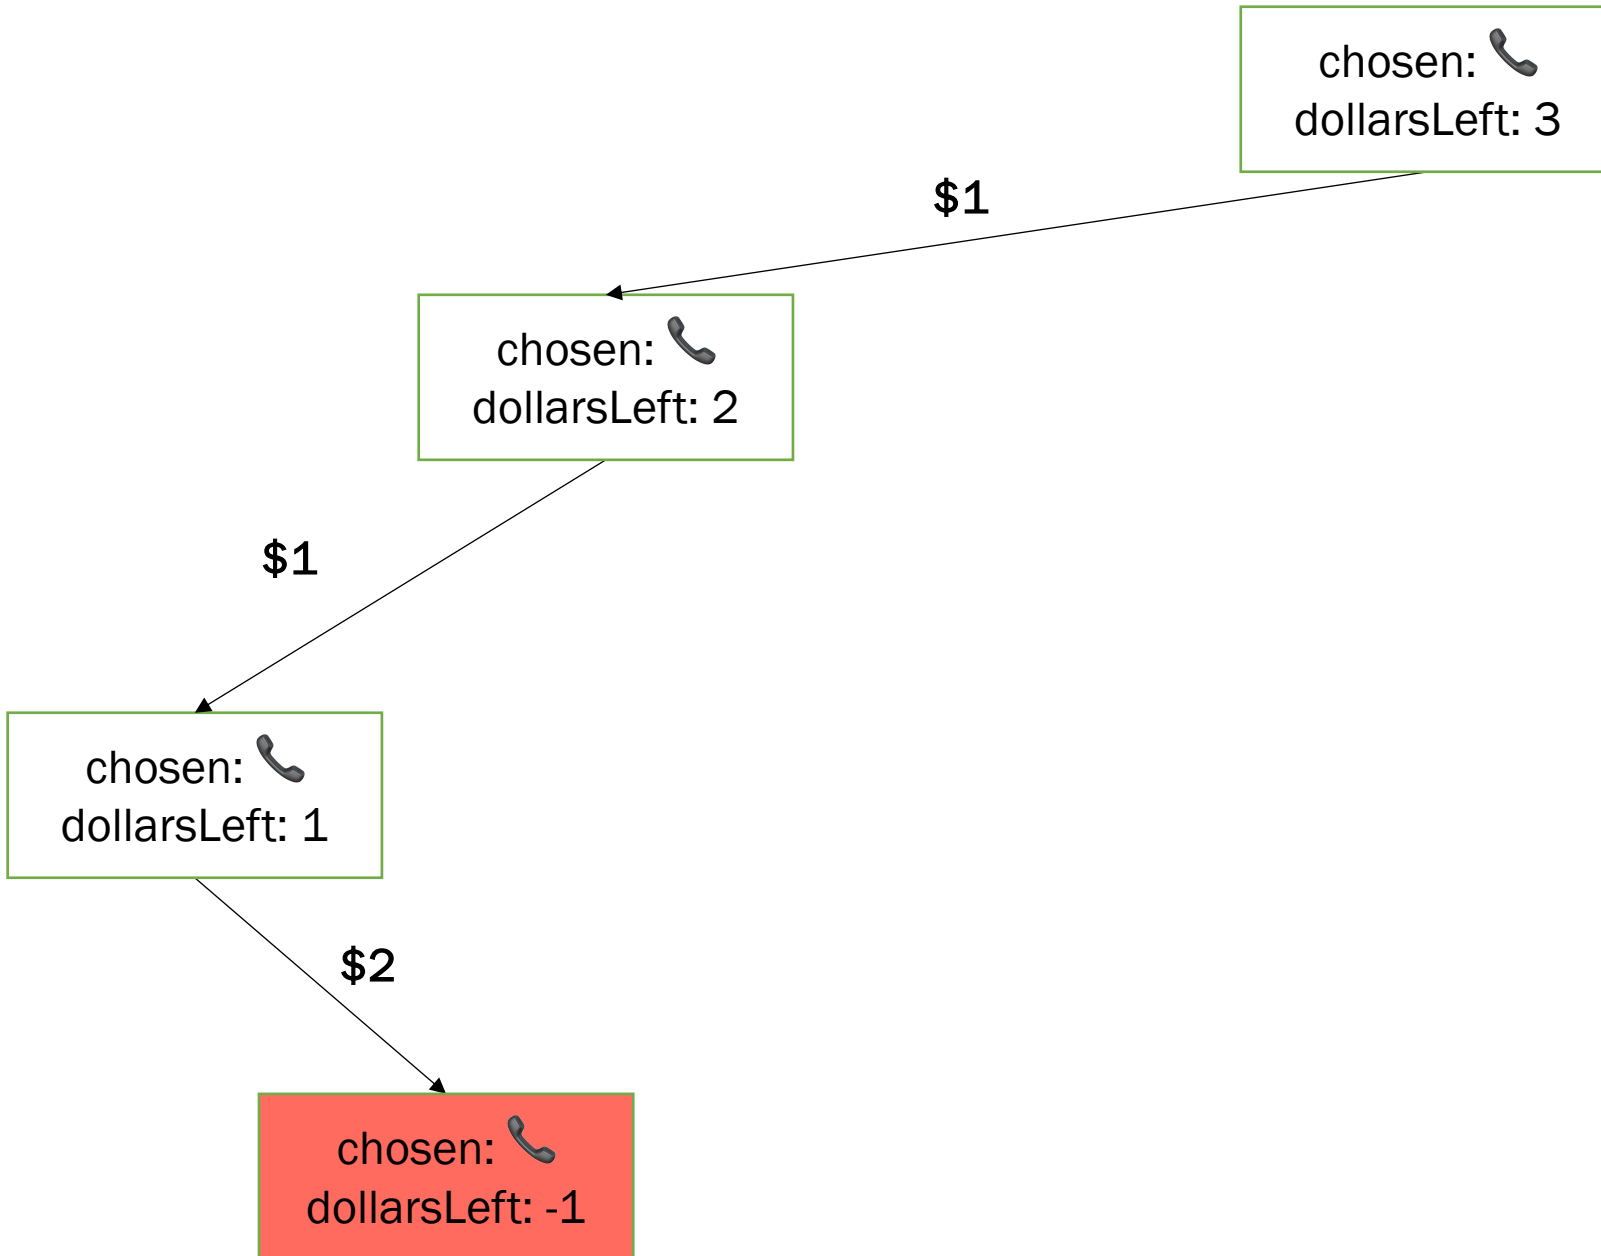 chosen: 📞
dollarsLeft: 3
$1
chosen: 📞
dollarsLeft: 2
$1
chosen: 📞
dollarsLeft: 1
$2
chosen: 📞
dollarsLeft: -1